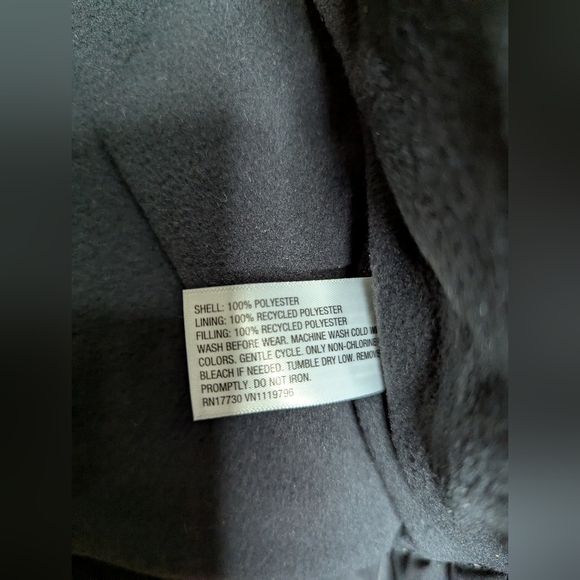 SHELL: 100% POLYESTER
LINING: 100% RECYCLED POLYESTER
FILLING: 100% RECYCLED POLYESTER
WASH BEFORE WEAR. MACHINE WASH COLD
COLORS. GENTLE CYCLE. ONLY NON-CHLORINE
BLEACH IF NEEDED. TUMBLE DRY LOW. REMOVE
PROMPTLY. DO NOT IRON.
RN17730 VN1119796